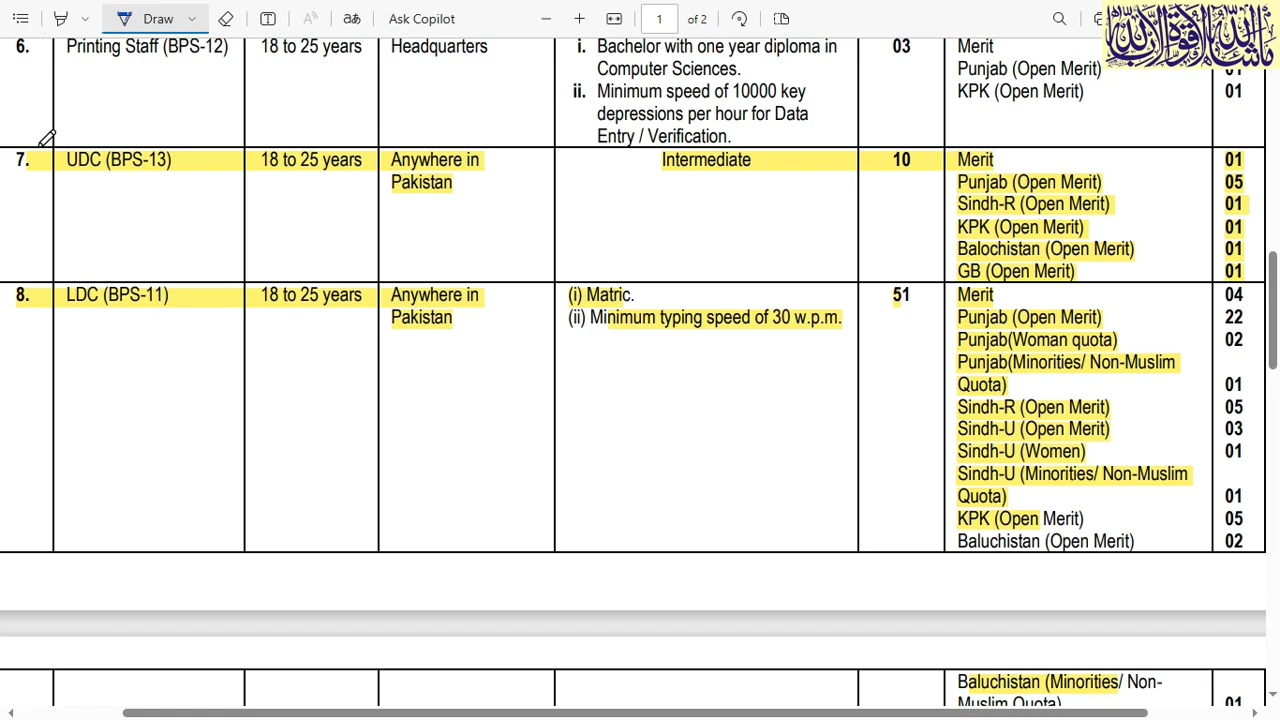 Draw
Ask Copilot
1 of 2
6. Printing Staff (BPS-12) 18 to 25 years Headquarters i. Bachelor with one year diploma in 03 Merit
Computer Sciences. Punjab (Open Merit) 01
ii. Minimum speed of 10000 key KPK (Open Merit) 01
depressions per hour for Data
Entry / Verification.
7. UDC (BPS-13) 18 to 25 years Anywhere in Intermediate 10 Merit 01
Pakistan Punjab (Open Merit) 05
Sindh-R (Open Merit) 01
KPK (Open Merit) 01
Balochistan (Open Merit) 01
GB (Open Merit) 01
8. LDC (BPS-11) 18 to 25 years Anywhere in (i) Matric. 51 Merit 04
Pakistan (ii) Minimum typing speed of 30 w.p.m. Punjab (Open Merit) 22
Punjab(Woman quota) 02
Punjab(Minorities/ Non-Muslim
Quota) 01
Sindh-R (Open Merit) 05
Sindh-U (Open Merit) 03
Sindh-U (Women) 01
Sindh-U (Minorities/ Non-Muslim
Quota) 01
KPK (Open Merit) 05
Baluchistan (Open Merit) 02
Baluchistan (Minorities/ Non-
Muslim Quota) 01
ماشاء الله لا قوة إلا بالله